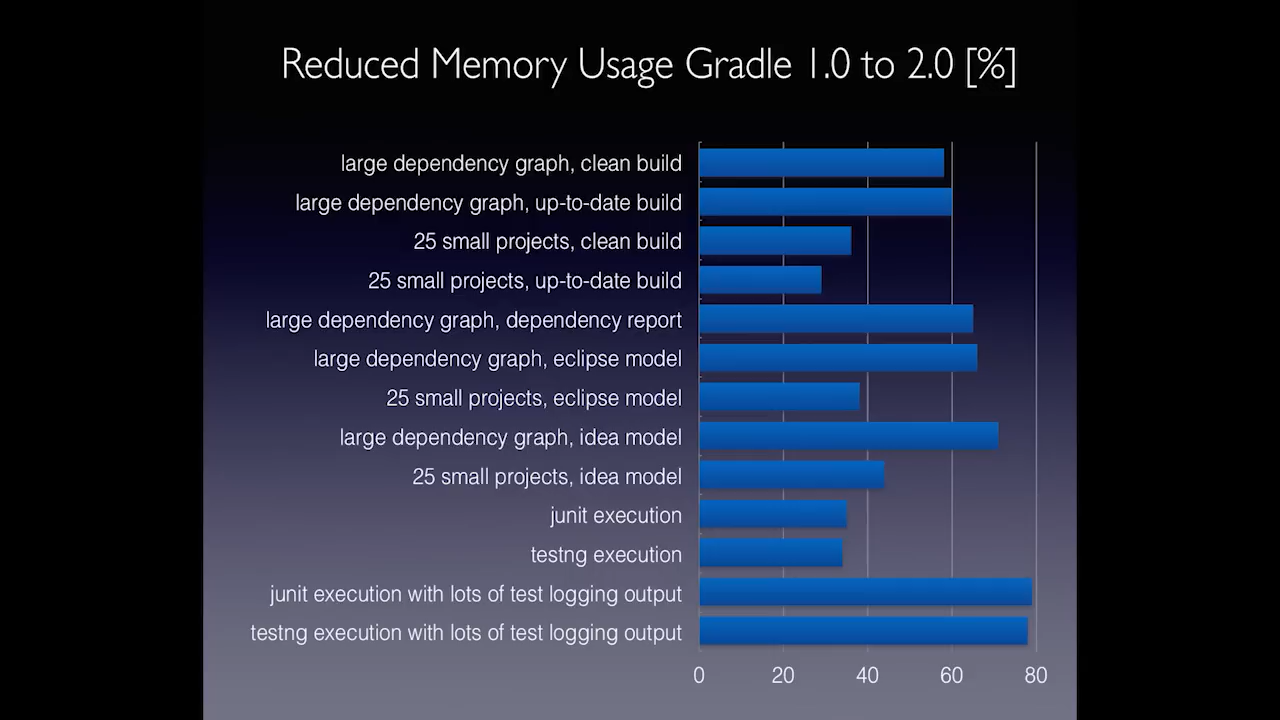 Reduced Memory Usage Gradle 1.0 to 2.0 [%]
large dependency graph, clean build
large dependency graph, up-to-date build
25 small projects, clean build
25 small projects, up-to-date build
large dependency graph, dependency report
large dependency graph, eclipse model
25 small projects, eclipse model
large dependency graph, idea model
25 small projects, idea model
junit execution
testng execution
junit execution with lots of test logging output
testng execution with lots of test logging output
0 20 40 60 80